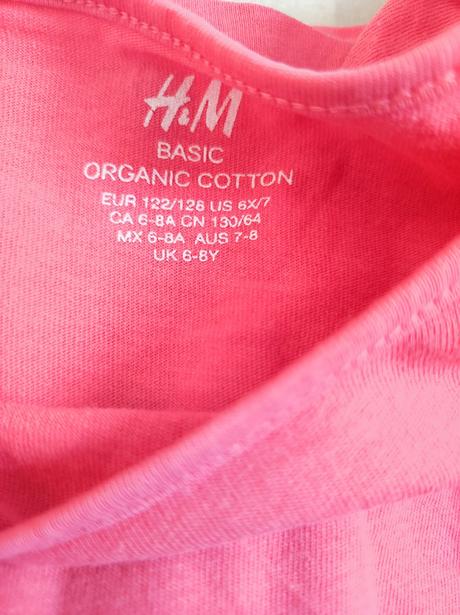 H&M
BASIC
ORGANIC COTTON
EUR 122/128 US 6X/7
CA 6-8A CN 130/64
MX 6-8A AUS 7-8
UK 6-8Y